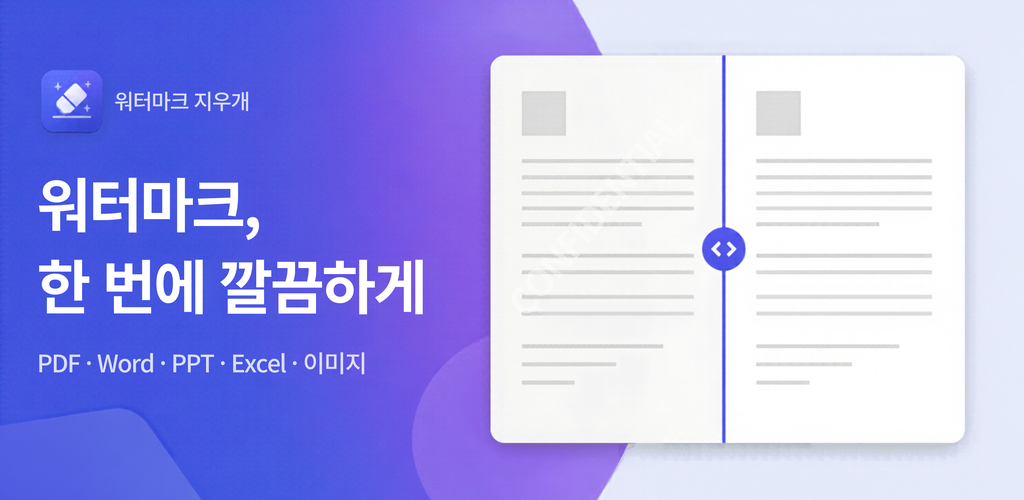 워터마크 지우개
워터마크,
한 번에 깔끔하게
PDF · Word · PPT · Excel · 이미지
CONFIDENTIAL